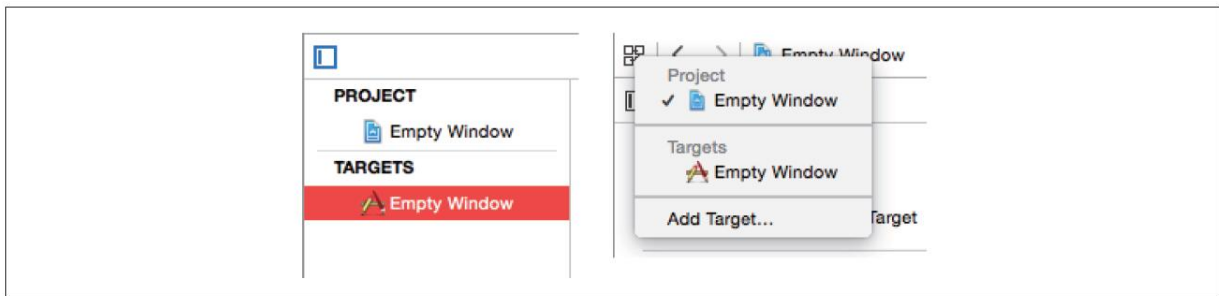 PROJECT
Empty Window
TARGETS
Empty Window
Empty Window
Project
✓ Empty Window
Targets
Empty Window
Add Target...
Target